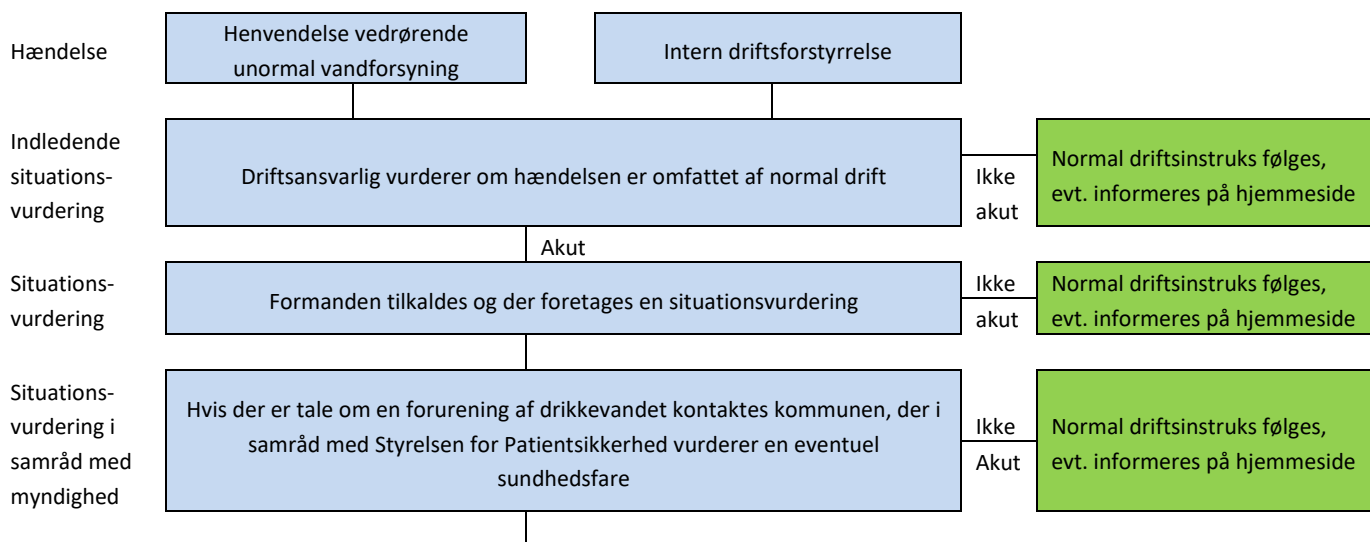 Hændelse
Henvendelse vedrørende
unormal vandforsyning
Intern driftsforstyrrelse
Indledende
situations-
vurdering
Driftsansvarlig vurderer om hændelsen er omfattet af normal drift
Ikke
akut
Normal driftsinstruks følges,
evt. informeres på hjemmeside
Akut
Situations-
vurdering
Formanden tilkaldes og der foretages en situationsvurdering
Ikke
akut
Normal driftsinstruks følges,
evt. informeres på hjemmeside
Situations-
vurdering i
samråd med
myndighed
Hvis der er tale om en forurening af drikkevandet kontaktes kommunen, der i
samråd med Styrelsen for Patientsikkerhed vurderer en eventuel
sundhedsfare
Ikke
Akut
Normal driftsinstruks følges,
evt. informeres på hjemmeside